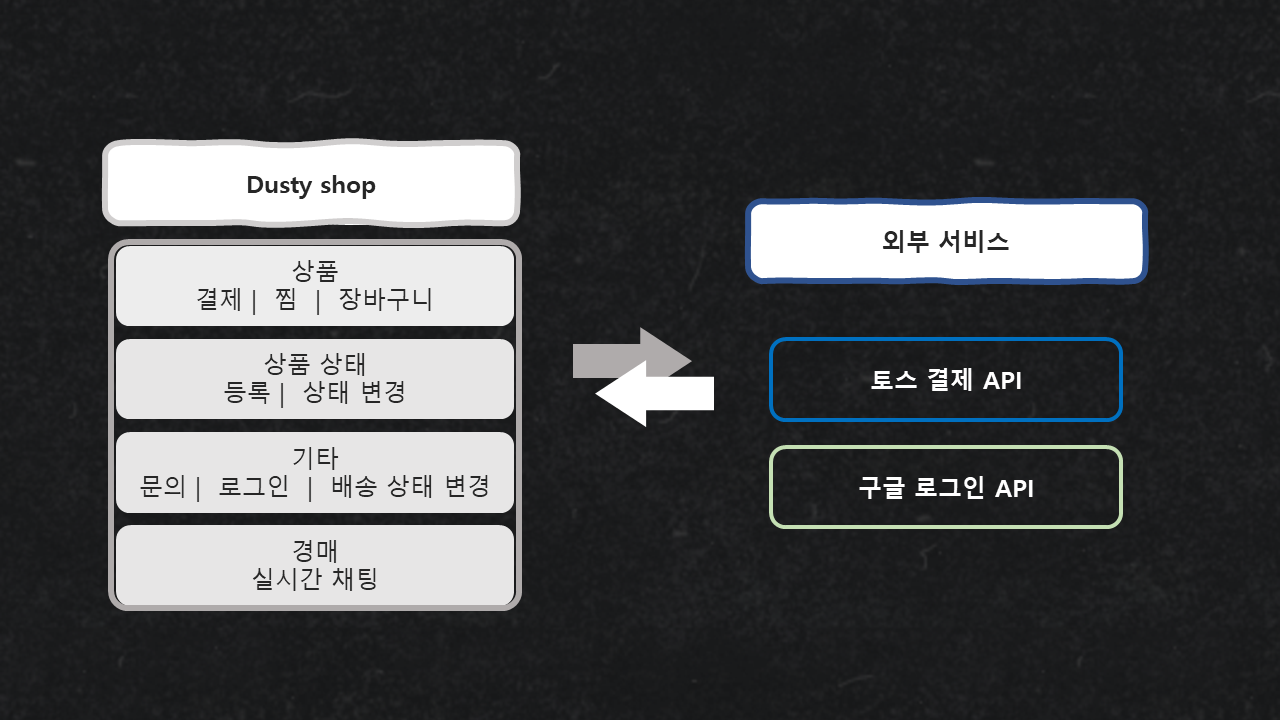 Dusty shop
상품
결제 | 찜 | 장바구니
상품 상태
등록 | 상태 변경
기타
문의 | 로그인 | 배송 상태 변경
경매
실시간 채팅
외부 서비스
토스 결제 API
구글 로그인 API